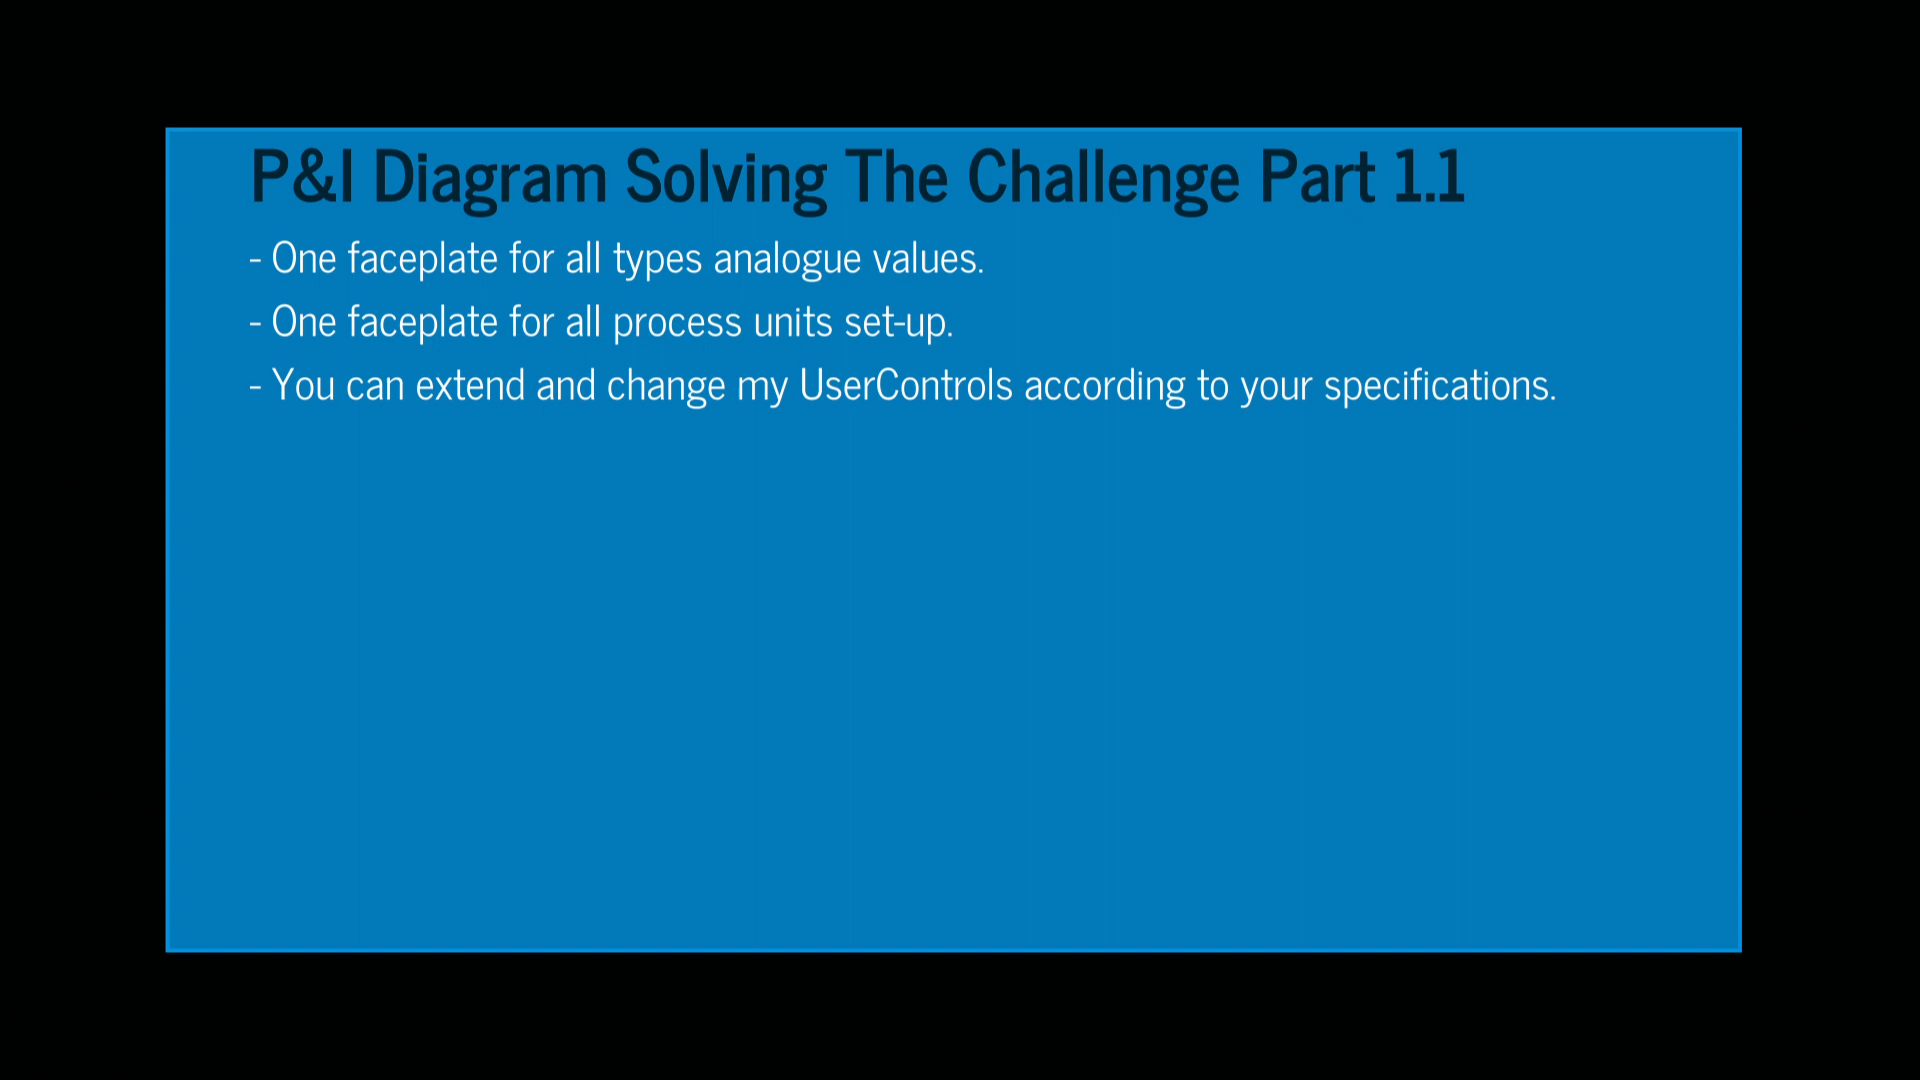 P&I Diagram Solving The Challenge Part 1.1
- One faceplate for all types analogue values.
- One faceplate for all process units set-up.
- You can extend and change my UserControls according to your specifications.